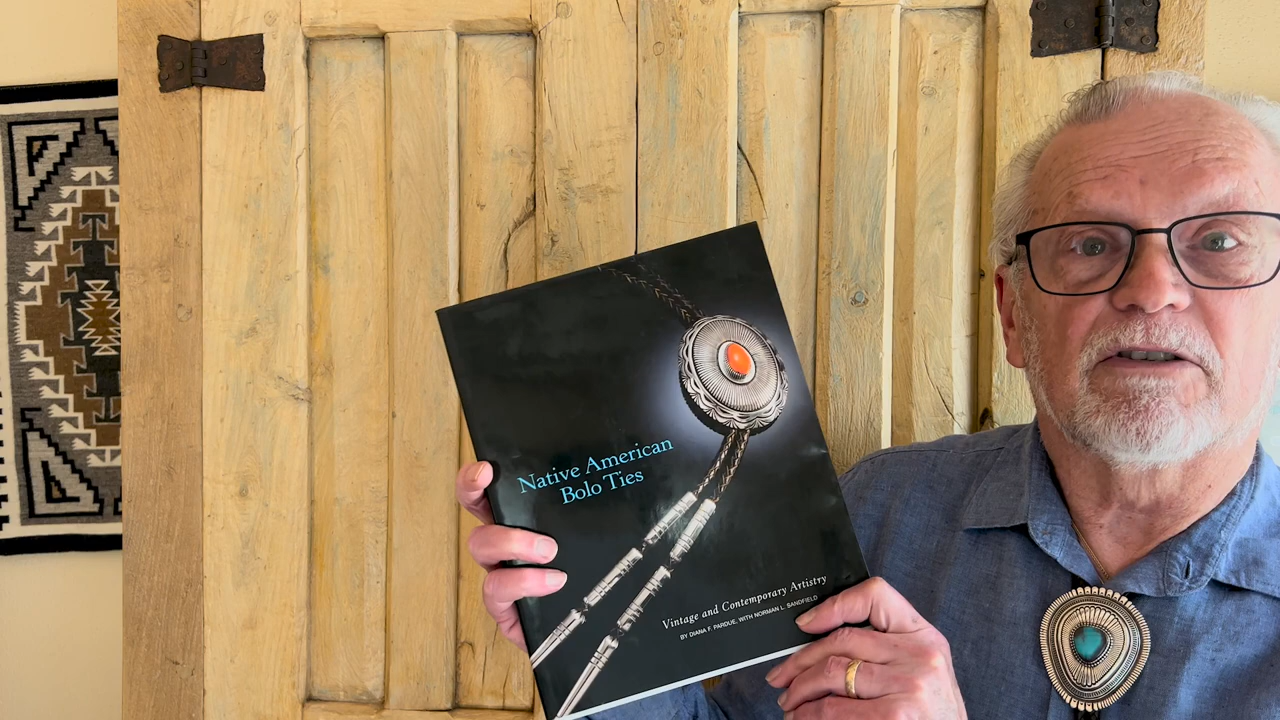 Native American
Bolo Ties
Vintage and Contemporary Artistry
BY DIANA F. PARDUE, WITH NORMAN L. SANDFIELD